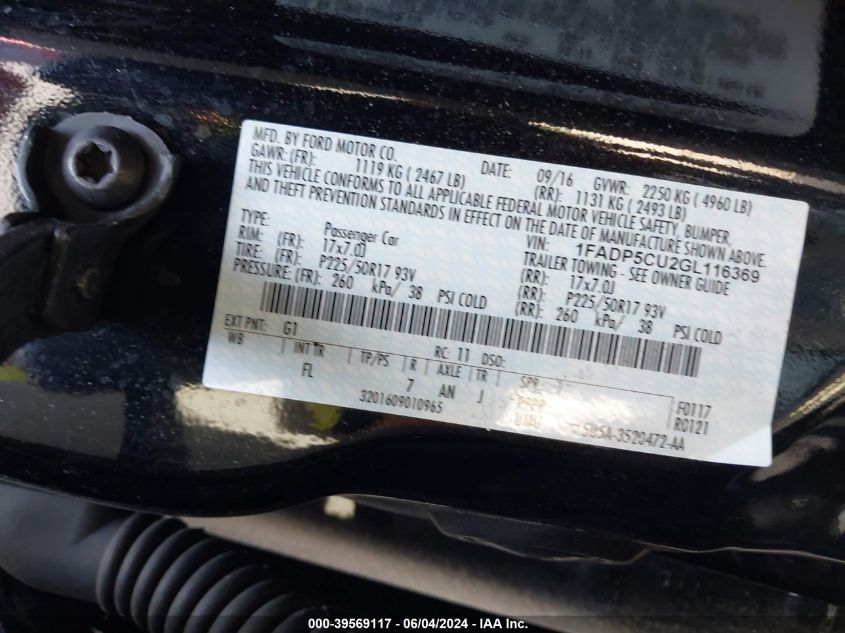 MFD. BY FORD MOTOR CO.
DATE: 09/16 GVWR: 2250 KG ( 4960 LB)
GAWR: (FR): 1119 KG ( 2467 LB) (RR): 1131 KG ( 2493 LB)
THIS VEHICLE CONFORMS TO ALL APPLICABLE FEDERAL MOTOR VEHICLE SAFETY, BUMPER,
AND THEFT PREVENTION STANDARDS IN EFFECT ON THE DATE OF MANUFACTURE SHOWN ABOVE.
VIN: 1FADP5CU2GL116369
TYPE: Passenger Car TRAILER TOWING - SEE OWNER GUIDE
RIM: (FR): 17x7.0J (RR): 17x7.0J
TIRE: (FR): P225/50R17 93V (RR): P225/50R17 93V
PRESSURE: (FR): 260 kPa/ 38 PSI COLD (RR): 260 kPa/ 38 PSI COLD
EXT PNT: G1 RC: 11 DSO:
WB INT TR TP/PS R AXLE TR SPR
FL 7 AN J
F0117
R0121
3201609010965
5U5A-3520472-AA
000-39569117 - 06/04/2024 - IAA Inc.